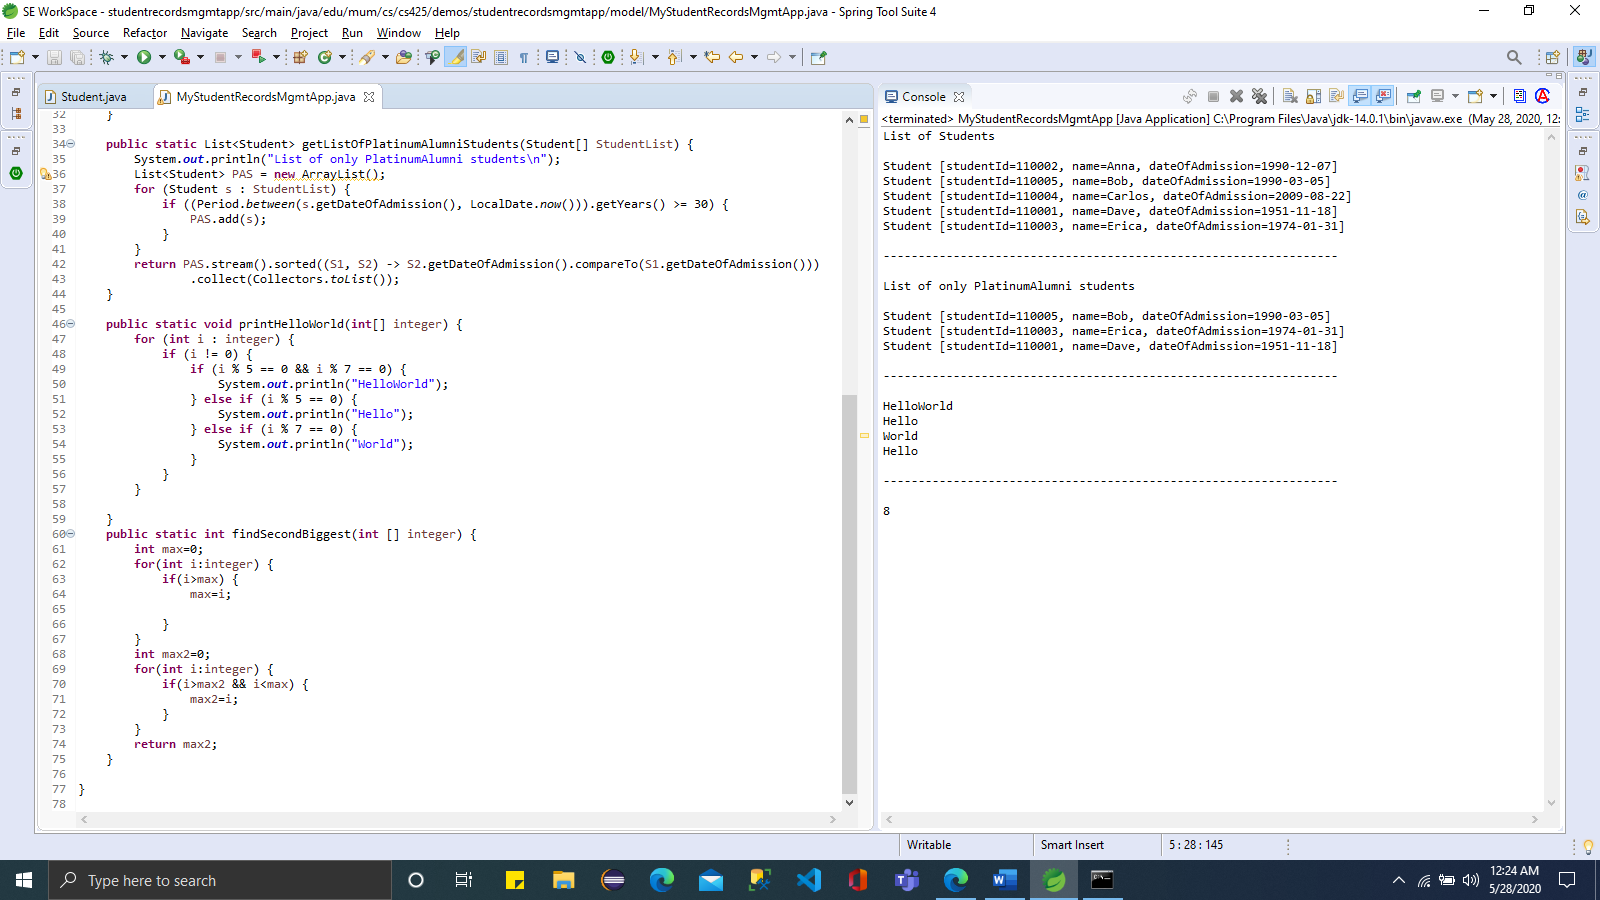 SE WorkSpace - studentrecordsmgmtapp/src/main/java/edu/mum/cs/cs425/demos/studentrecordsmgmtapp/model/MyStudentRecordsMgmtApp.java - Spring Tool Suite 4
File Edit Source Refactor Navigate Search Project Run Window Help
Student.java
MyStudentRecordsMgmtApp.java
32 }
33
34 public static List<Student> getListOfPlatinumAlumniStudents(Student[] StudentList) {
35 System.out.println("List of only PlatinumAlumni students\n");
36 List<Student> PAS = new ArrayList();
37 for (Student s : StudentList) {
38 if ((Period.between(s.getDateOfAdmission(), LocalDate.now())).getYears() >= 30) {
39 PAS.add(s);
40 }
41 }
42 return PAS.stream().sorted((S1, S2) -> S2.getDateOfAdmission().compareTo(S1.getDateOfAdmission()))
43 .collect(Collectors.toList());
44 }
45
46 public static void printHelloWorld(int[] integer) {
47 for (int i : integer) {
48 if (i != 0) {
49 if (i % 5 == 0 && i % 7 == 0) {
50 System.out.println("HelloWorld");
51 } else if (i % 5 == 0) {
52 System.out.println("Hello");
53 } else if (i % 7 == 0) {
54 System.out.println("World");
55 }
56 }
57 }
58
59 }
60 public static int findSecondBiggest(int [] integer) {
61 int max=0;
62 for(int i:integer) {
63 if(i>max) {
64 max=i;
65
66 }
67 }
68 int max2=0;
69 for(int i:integer) {
70 if(i>max2 && i<max) {
71 max2=i;
72 }
73 }
74 return max2;
75 }
76
77 }
78
Console
<terminated> MyStudentRecordsMgmtApp [Java Application] C:\Program Files\Java\jdk-14.0.1\bin\javaw.exe (May 28, 2020, 12:
List of Students
Student [studentId=110002, name=Anna, dateOfAdmission=1990-12-07]
Student [studentId=110005, name=Bob, dateOfAdmission=1990-03-05]
Student [studentId=110004, name=Carlos, dateOfAdmission=2009-08-22]
Student [studentId=110001, name=Dave, dateOfAdmission=1951-11-18]
Student [studentId=110003, name=Erica, dateOfAdmission=1974-01-31]
-----------------------------------------------------------------
List of only PlatinumAlumni students
Student [studentId=110005, name=Bob, dateOfAdmission=1990-03-05]
Student [studentId=110003, name=Erica, dateOfAdmission=1974-01-31]
Student [studentId=110001, name=Dave, dateOfAdmission=1951-11-18]
-----------------------------------------------------------------
HelloWorld
Hello
World
Hello
-----------------------------------------------------------------
8
Writable
Smart Insert
5 : 28 : 145
Type here to search
12:24 AM
5/28/2020